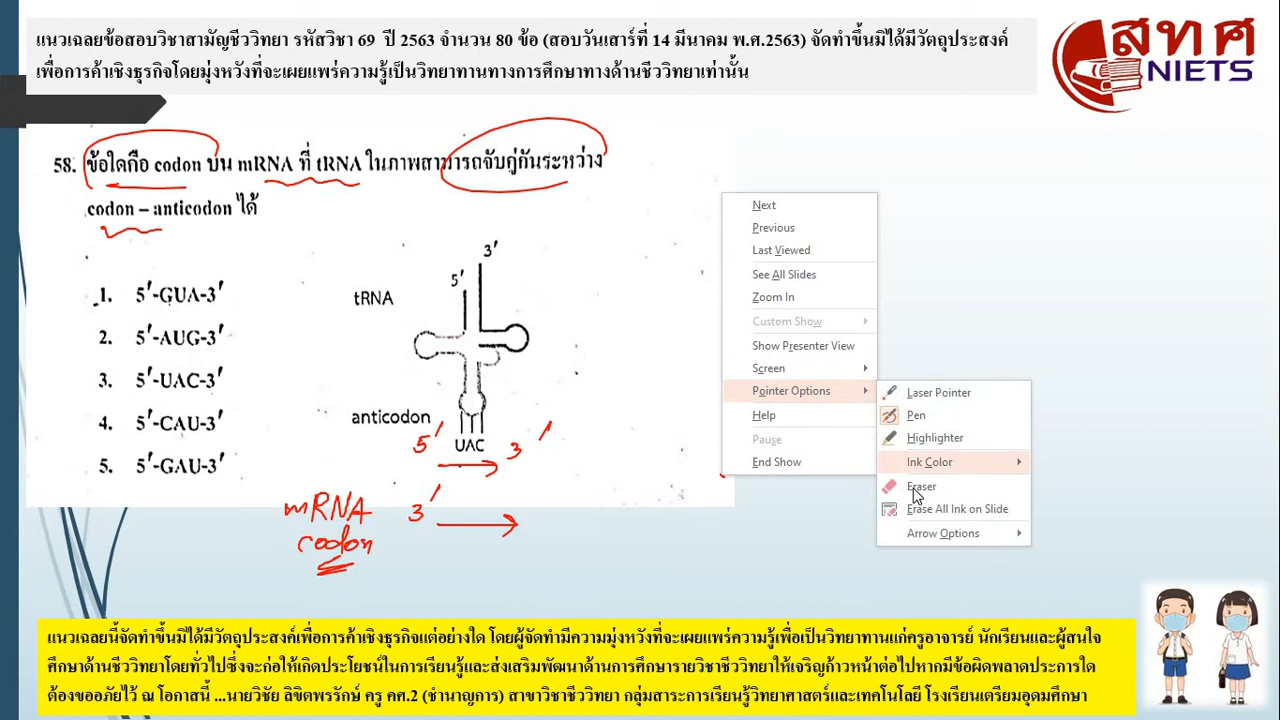 แนวเฉลยข้อสอบวิชาสามัญชีววิทยา รหัสวิชา 69 ปี 2563 จำนวน 80 ข้อ (สอบวันเสาร์ที่ 14 มีนาคม พ.ศ.2563) จัดทำขึ้นมิได้มีวัตถุประสงค์
เพื่อการค้าเชิงธุรกิจโดยมุ่งหวังที่จะเผยแพร่ความรู้เป็นวิทยาทานทางการศึกษาทางด้านชีววิทยาเท่านั้น
สทศ
NIETS
58. ข้อใดคือ codon บน mRNA ที่ tRNA ในภาพสามารถจับคู่กันระหว่าง
codon – anticodon ได้
1. 5′-GUA-3′
2. 5′-AUG-3′
3. 5′-UAC-3′
4. 5′-CAU-3′
5. 5′-GAU-3′
3′
5′
tRNA
anticodon
UAC
5′ 3′
mRNA 3′
codon
Next
Previous
Last Viewed
See All Slides
Zoom In
Custom Show
Show Presenter View
Screen
Pointer Options
Help
Pause
End Show
Laser Pointer
Pen
Highlighter
Ink Color
Eraser
Erase All Ink on Slide
Arrow Options
แนวเฉลยนี้จัดทำขึ้นมิได้มีวัตถุประสงค์เพื่อการค้าเชิงธุรกิจแต่อย่างใด โดยผู้จัดทำมีความมุ่งหวังที่จะเผยแพร่ความรู้เพื่อเป็นวิทยาทานแก่ครูอาจารย์ นักเรียนและผู้สนใจ
ศึกษาด้านชีววิทยาโดยทั่วไปซึ่งจะก่อให้เกิดประโยชน์ในการเรียนรู้และส่งเสริมพัฒนาด้านการศึกษารายวิชาชีววิทยาให้เจริญก้าวหน้าต่อไปหากมีข้อผิดพลาดประการใด
ต้องขออภัยไว้ ณ โอกาสนี้ ...นายวิชัย ลิขิตพรรักษ์ ครู คศ.2 (ชำนาญการ) สาขาวิชาชีววิทยา กลุ่มสาระการเรียนรู้วิทยาศาสตร์และเทคโนโลยี โรงเรียนเตรียมอุดมศึกษา